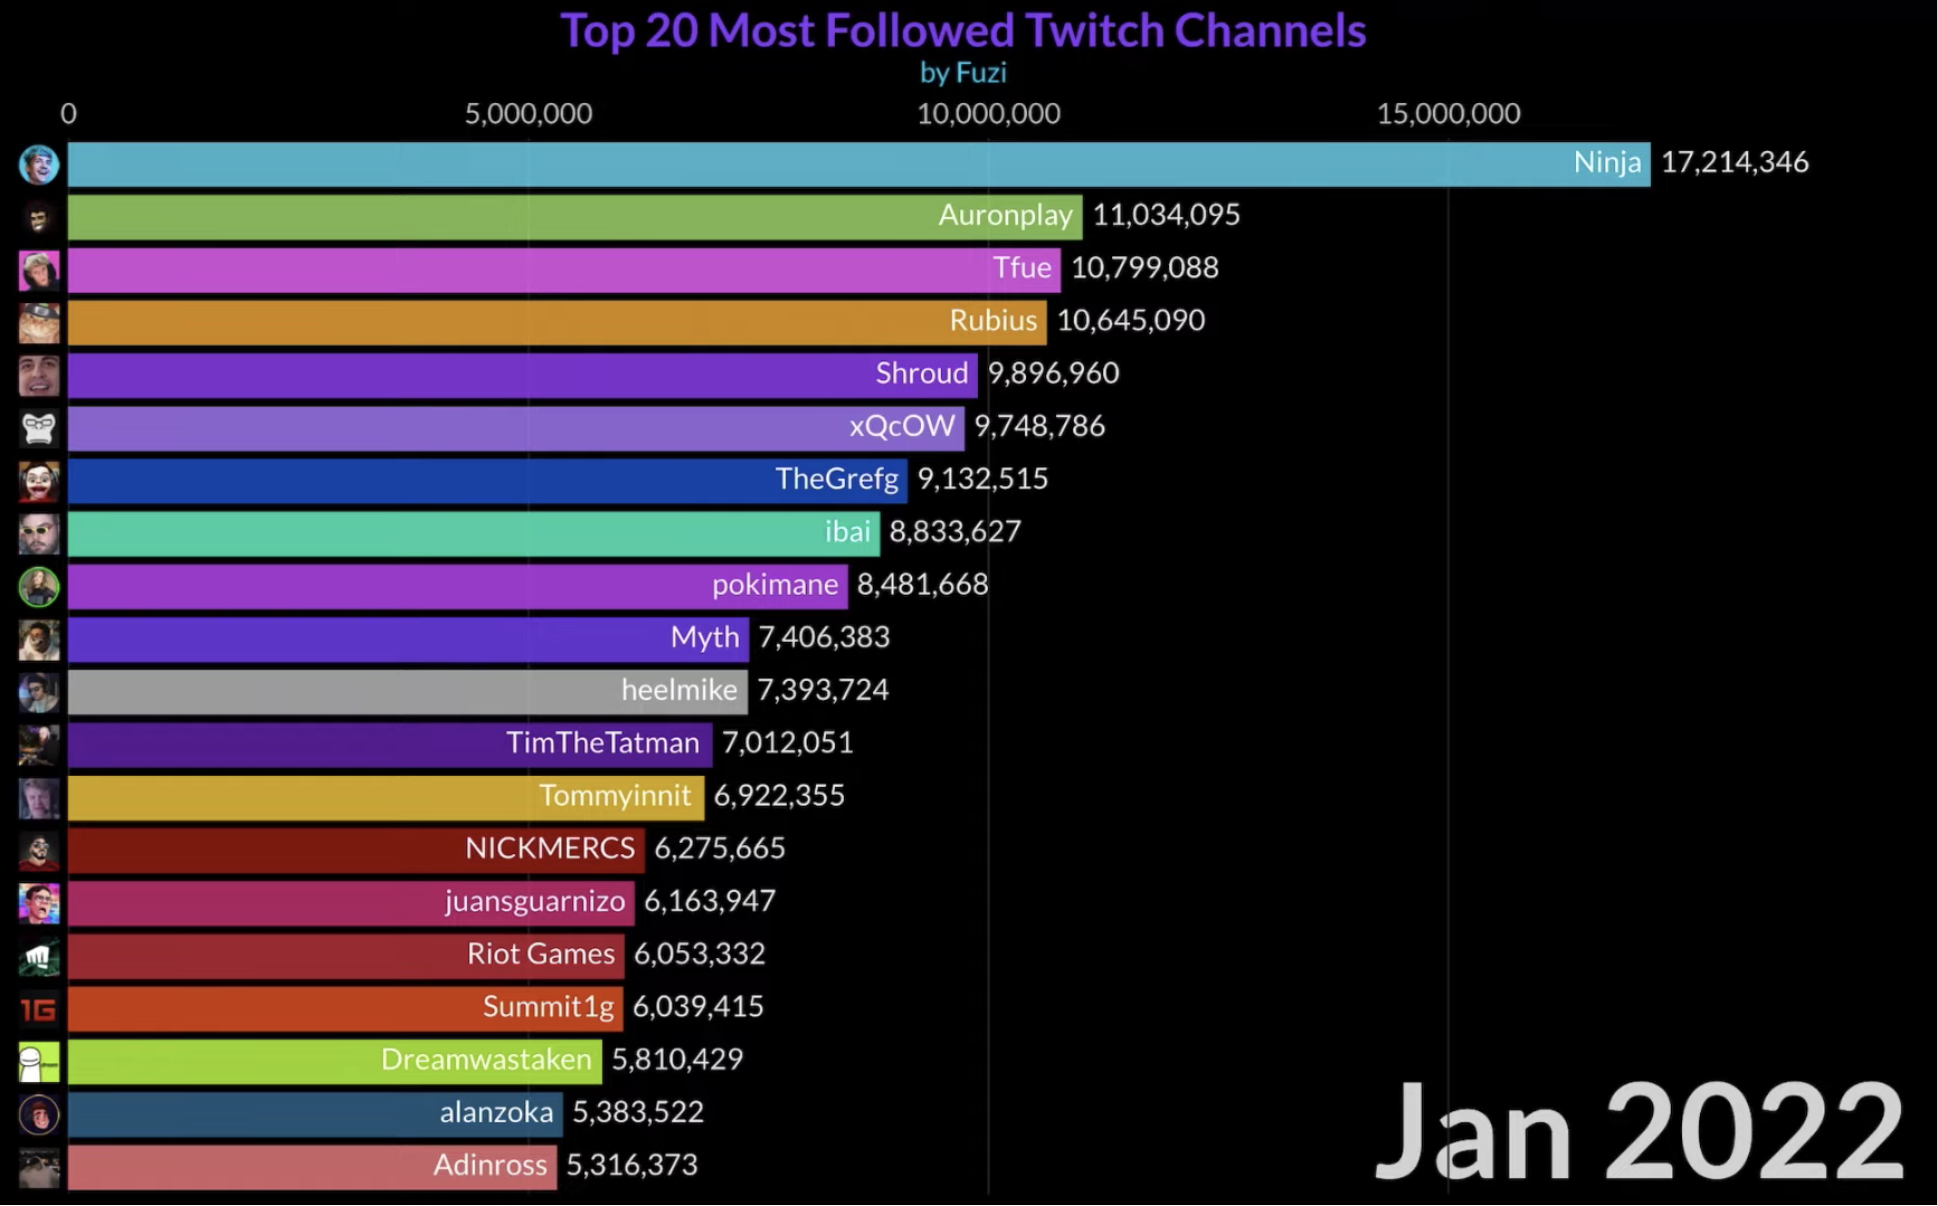 Top 20 Most Followed Twitch Channels
by Fuzi
0 5,000,000 10,000,000 15,000,000
Ninja 17,214,346
Auronplay 11,034,095
Tfue 10,799,088
Rubius 10,645,090
Shroud 9,896,960
xQcOW 9,748,786
TheGrefg 9,132,515
ibai 8,833,627
pokimane 8,481,668
Myth 7,406,383
heelmike 7,393,724
TimTheTatman 7,012,051
Tommyinnit 6,922,355
NICKMERCS 6,275,665
juansguarnizo 6,163,947
Riot Games 6,053,332
1G Summit1g 6,039,415
Dreamwastaken 5,810,429
alanzoka 5,383,522
Adinross 5,316,373
Jan 2022